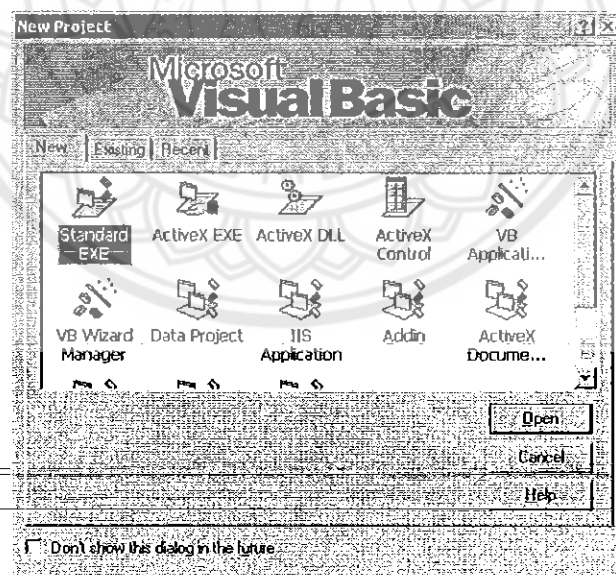 New Project
Microsoft
Visual Basic
New Existing Recent
Standard EXE
ActiveX EXE
ActiveX DLL
ActiveX Control
VB Applicati...
VB Wizard Manager
Data Project
IIS Application
Addin
ActiveX Docume...
Open
Cancel
Help
Don't show this dialog in the future